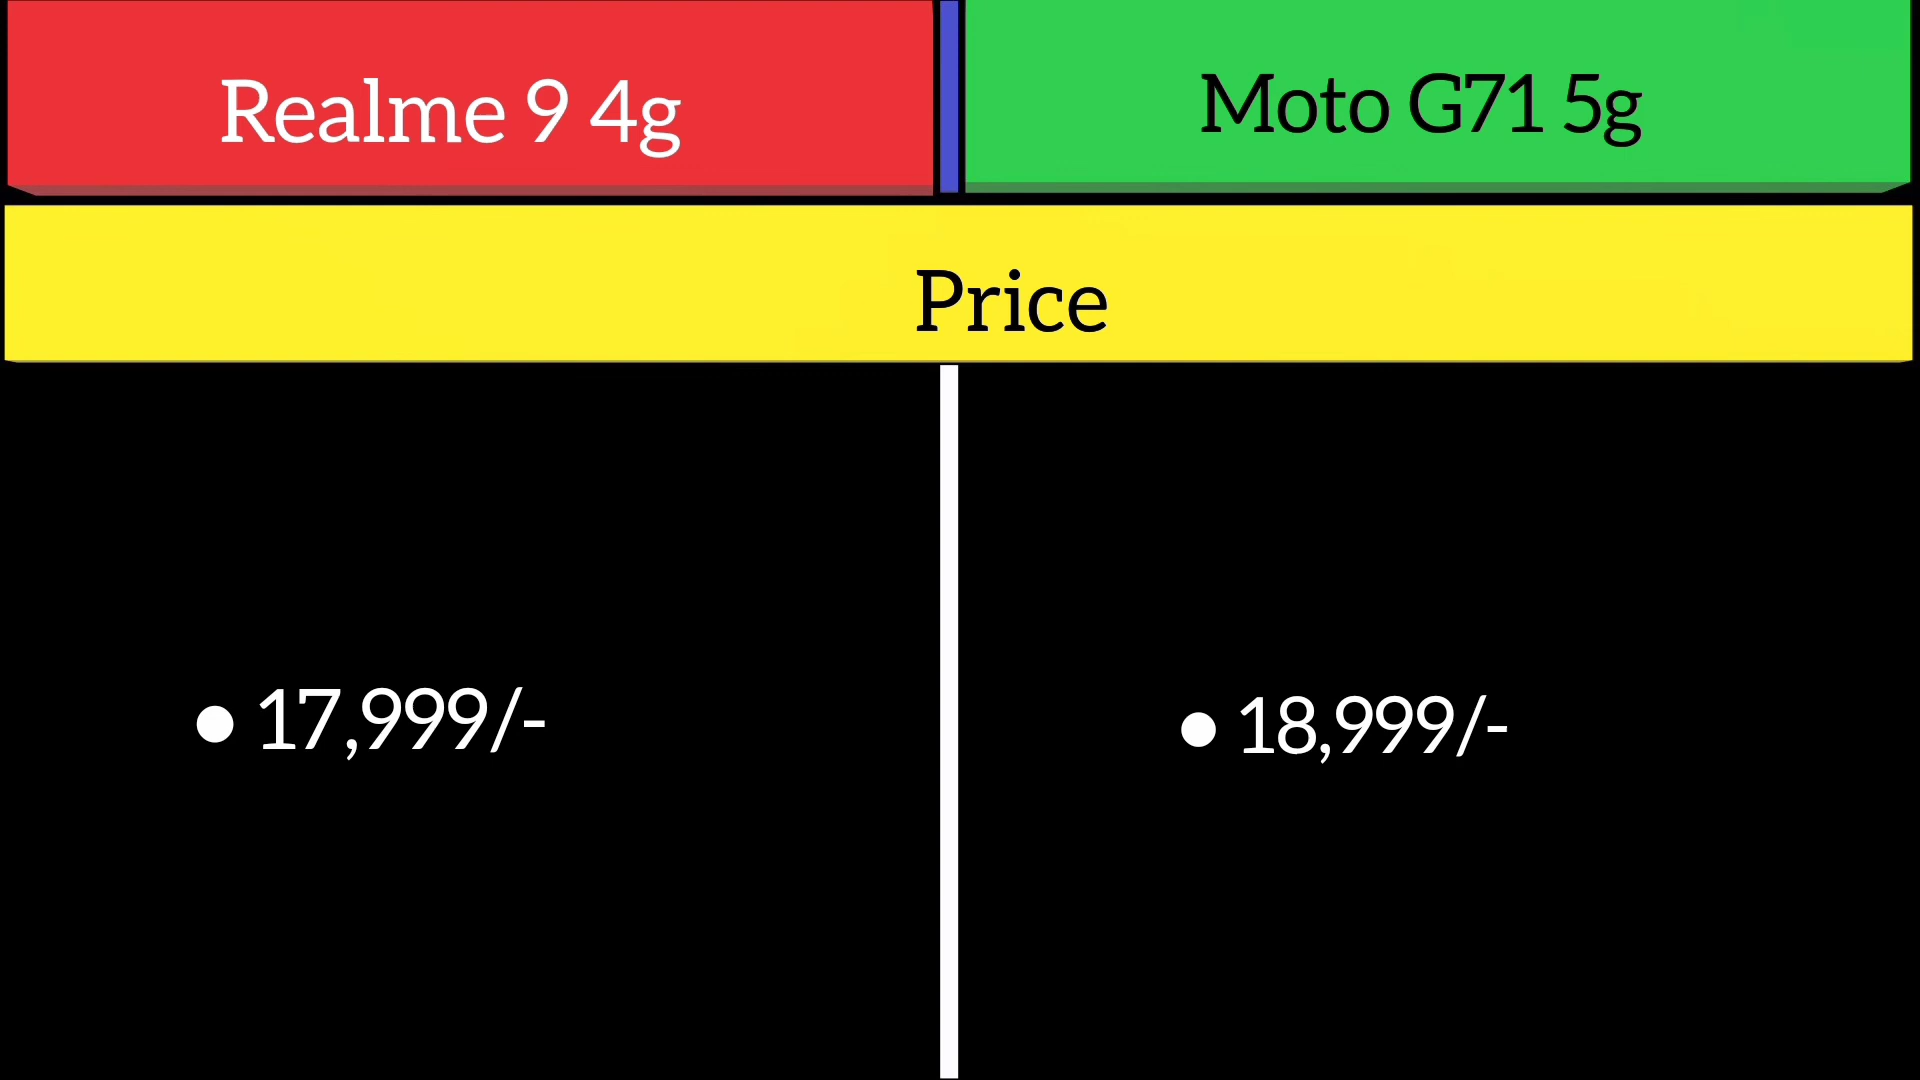 Realme 9 4g
Moto G71 5g
Price
● 17,999/-
● 18,999/-